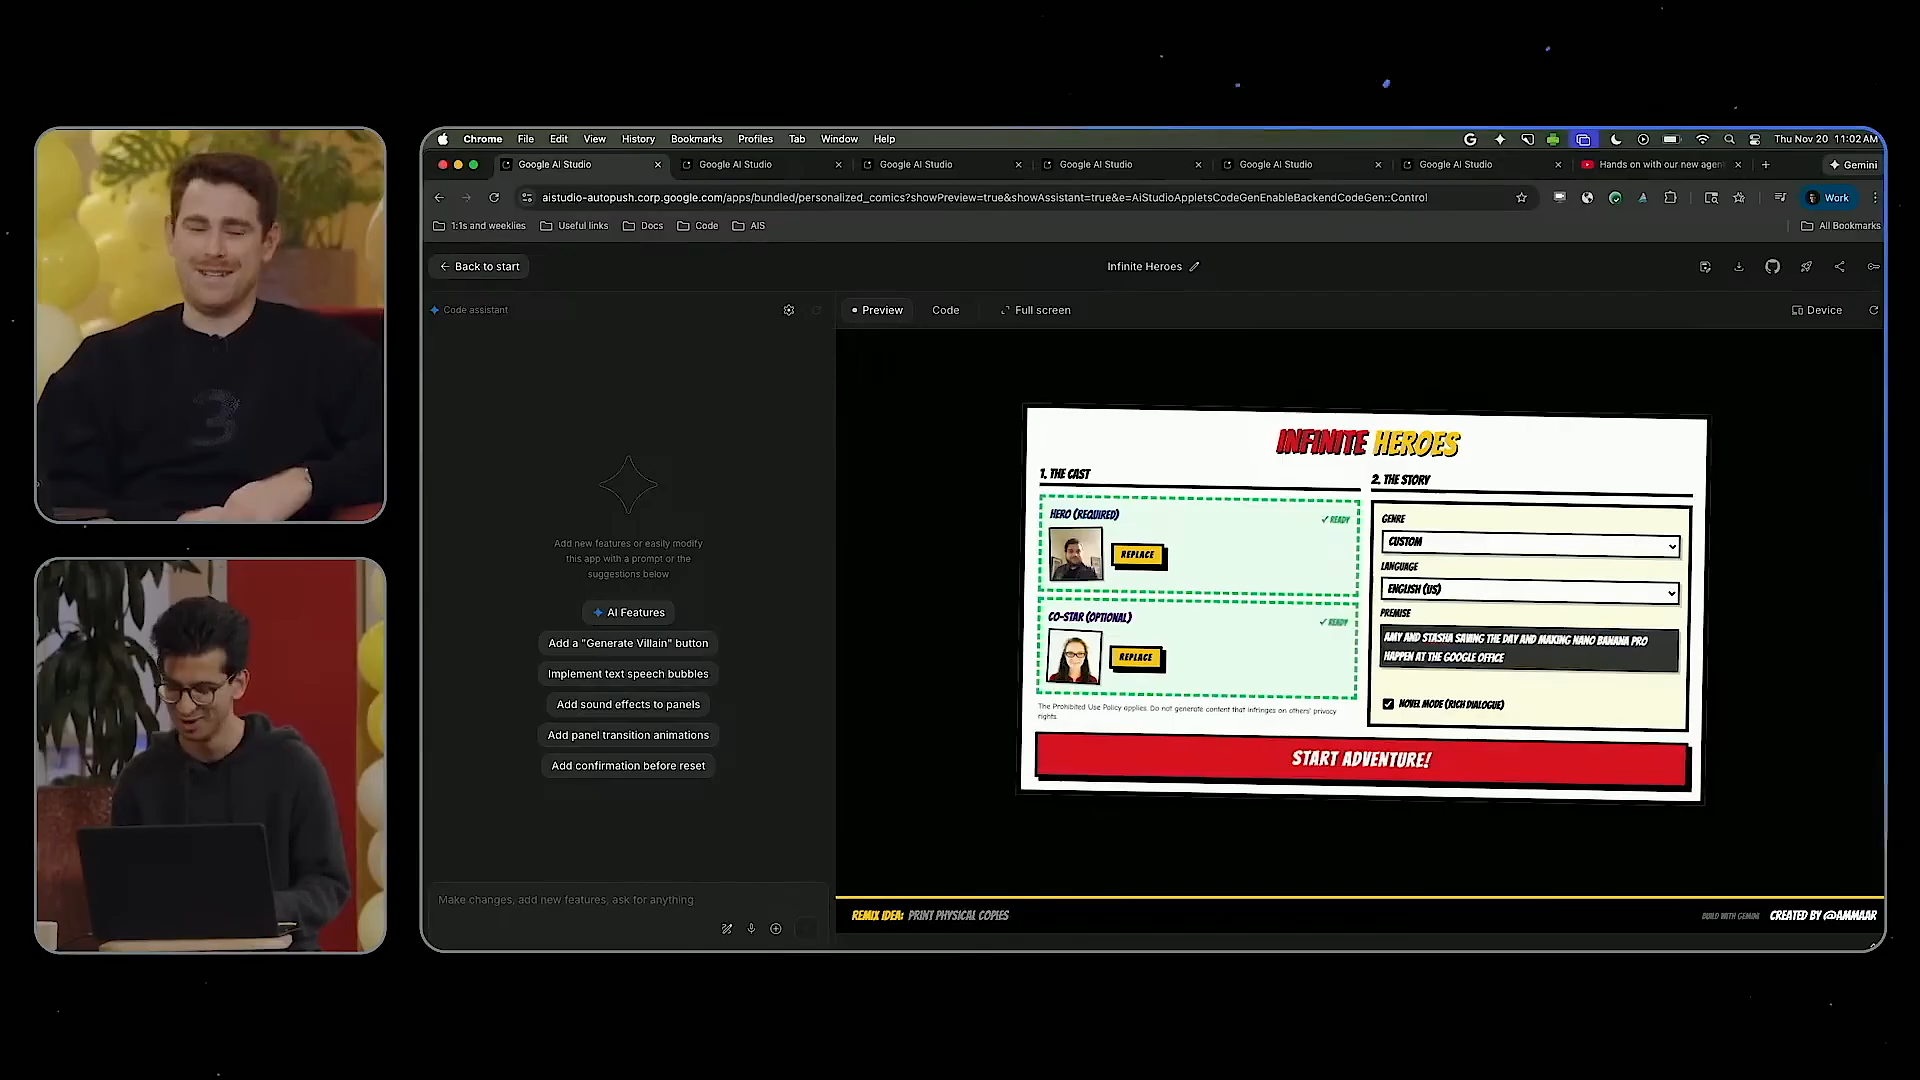 3
Chrome File Edit View History Bookmarks Profiles Tab Window Help
Thu Nov 20 11:02 AM
Google AI Studio
Google AI Studio
Google AI Studio
Google AI Studio
Google AI Studio
Google AI Studio
Hands on with our new agen
Gemini
aistudio-autopush.corp.google.com/apps/bundled/personalized_comics?showPreview=true&showAssistant=true&e=AiStudioAppletsCodeGenEnableBackendCodeGen::Control
Work
1:1s and weeklies
Useful links
Docs
Code
AIS
All Bookmarks
Back to start
Infinite Heroes
Code assistant
Preview
Code
Full screen
Device
Add new features or easily modify
this app with a prompt or the
suggestions below
AI Features
Add a "Generate Villain" button
Implement text speech bubbles
Add sound effects to panels
Add panel transition animations
Add confirmation before reset
Make changes, add new features, ask for anything
INFINITE HEROES
1. THE CAST
HERO (REQUIRED)
✓ READY
REPLACE
CO-STAR (OPTIONAL)
✓ READY
REPLACE
The Prohibited Use Policy applies. Do not generate content that infringes on others' privacy
rights.
2. THE STORY
GENRE
CUSTOM
LANGUAGE
ENGLISH (US)
PREMISE
AMY AND STASHA SAVING THE DAY AND MAKING NANO BANANA PRO
HAPPEN AT THE GOOGLE OFFICE
NOVEL MODE (RICH DIALOGUE)
START ADVENTURE!
REMIX IDEA: PRINT PHYSICAL COPIES
BUILD WITH GEMINI
CREATED BY @AMMAAR